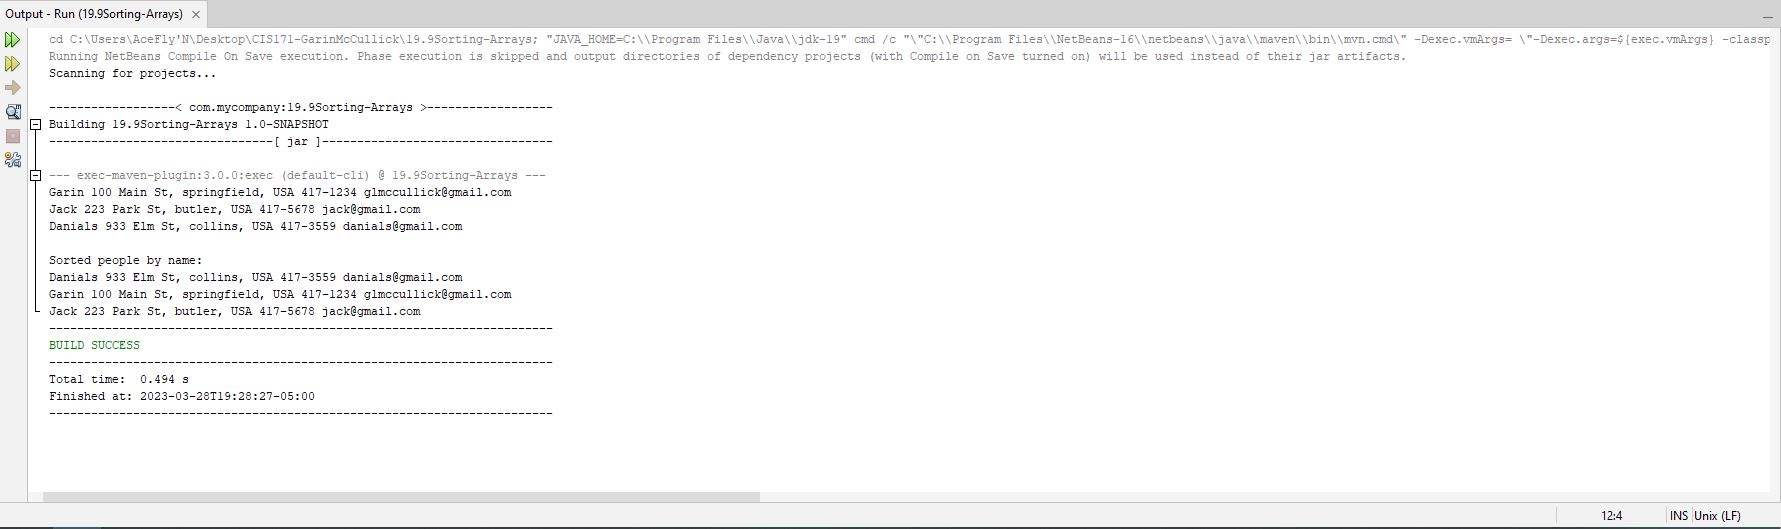 Output - Run (19.9Sorting-Arrays) ×
cd C:\Users\AceFly'N\Desktop\CIS171-GarinMcCullick\19.9Sorting-Arrays; "JAVA_HOME=C:\\Program Files\\Java\\jdk-19" cmd /c "\"C:\\Program Files\\NetBeans-16\\netbeans\\java\\maven\\bin\\mvn.cmd\" -Dexec.vmArgs= \"-Dexec.args=${exec.vmArgs} -classp
Running NetBeans Compile On Save execution. Phase execution is skipped and output directories of dependency projects (with Compile on Save turned on) will be used instead of their jar artifacts.
Scanning for projects...
------------------< com.mycompany:19.9Sorting-Arrays >------------------
Building 19.9Sorting-Arrays 1.0-SNAPSHOT
--------------------------------[ jar ]---------------------------------
--- exec-maven-plugin:3.0.0:exec (default-cli) @ 19.9Sorting-Arrays ---
Garin 100 Main St, springfield, USA 417-1234 glmccullick@gmail.com
Jack 223 Park St, butler, USA 417-5678 jack@gmail.com
Danials 933 Elm St, collins, USA 417-3559 danials@gmail.com
Sorted people by name:
Danials 933 Elm St, collins, USA 417-3559 danials@gmail.com
Garin 100 Main St, springfield, USA 417-1234 glmccullick@gmail.com
Jack 223 Park St, butler, USA 417-5678 jack@gmail.com
------------------------------------------------------------------------
BUILD SUCCESS
------------------------------------------------------------------------
Total time:  0.494 s
Finished at: 2023-03-28T19:28:27-05:00
------------------------------------------------------------------------
12:4 INS Unix (LF)